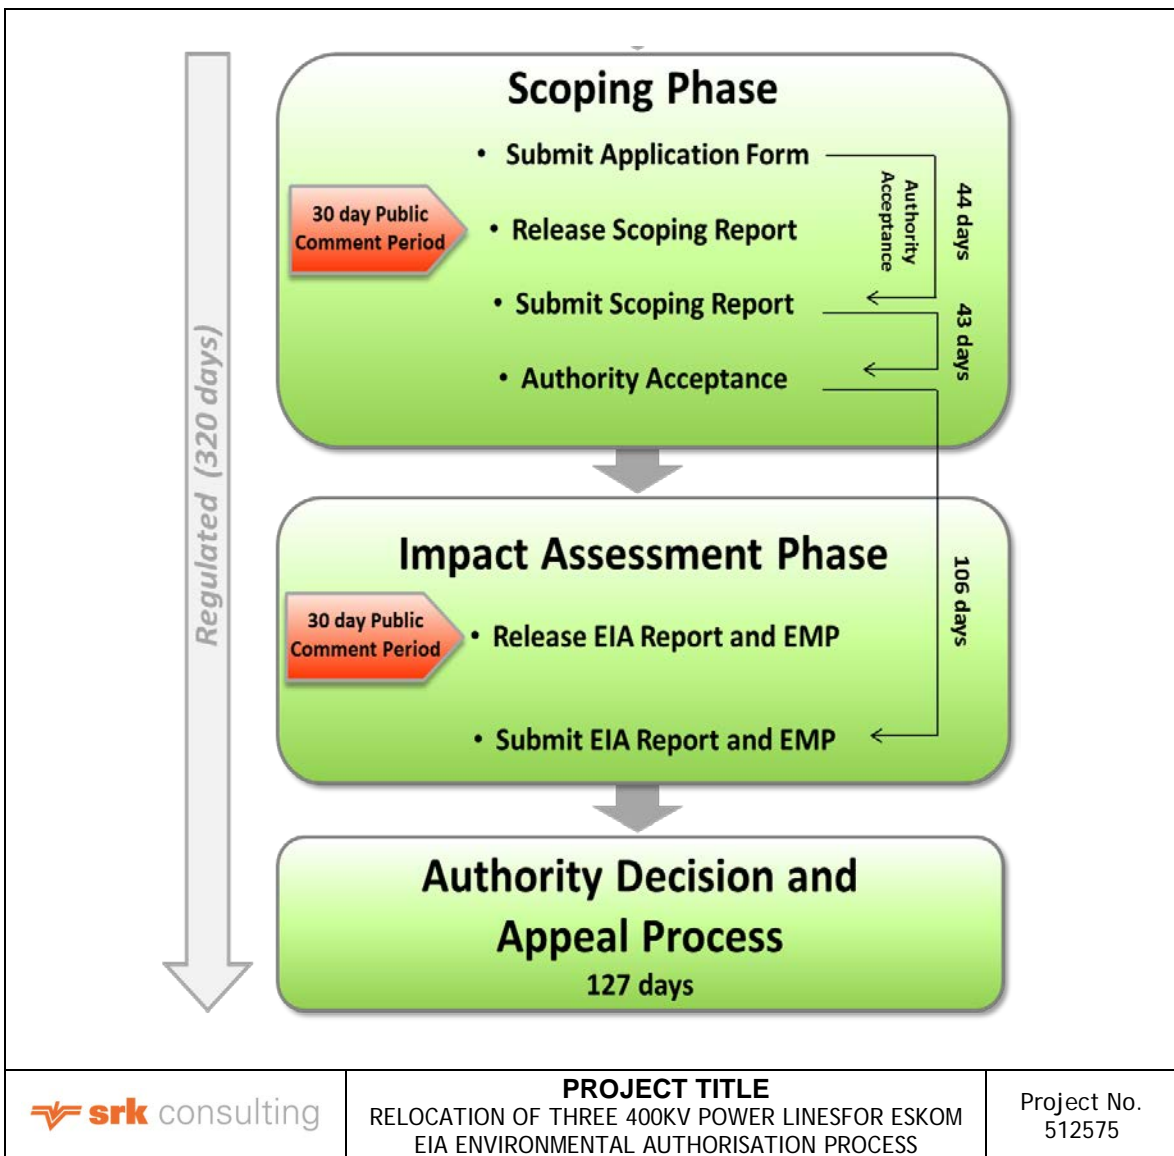 Regulated (320 days)
Scoping Phase
• Submit Application Form
30 day Public
Comment Period
• Release Scoping Report
Authority
Acceptance
44 days
• Submit Scoping Report
43 days
• Authority Acceptance
Impact Assessment Phase
30 day Public
Comment Period
• Release EIA Report and EMP
106 days
• Submit EIA Report and EMP
Authority Decision and
Appeal Process
127 days
srk consulting
PROJECT TITLE
RELOCATION OF THREE 400KV POWER LINESFOR ESKOM
EIA ENVIRONMENTAL AUTHORISATION PROCESS
Project No.
512575